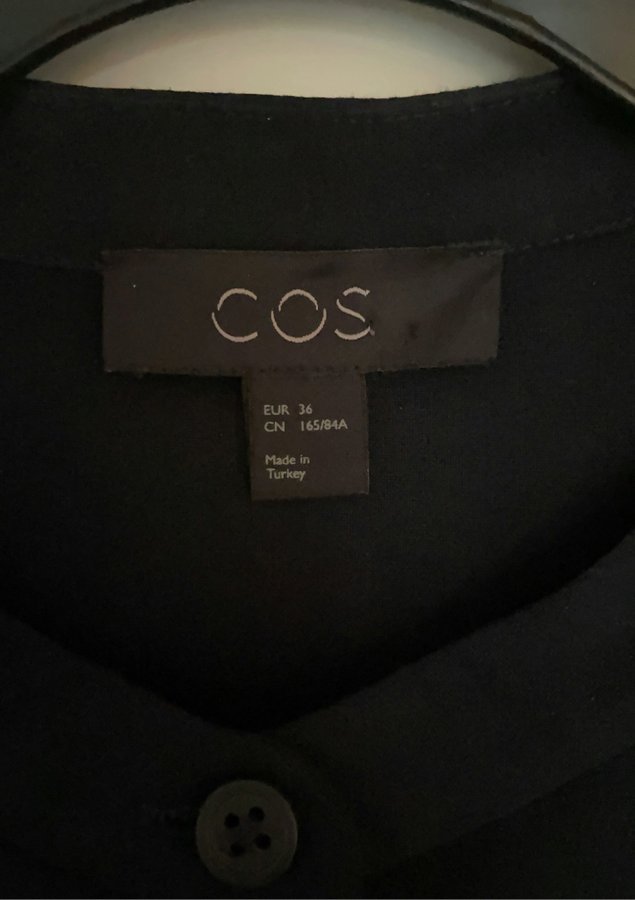 COS
EUR 36
CN 165/84A
Made in
Turkey